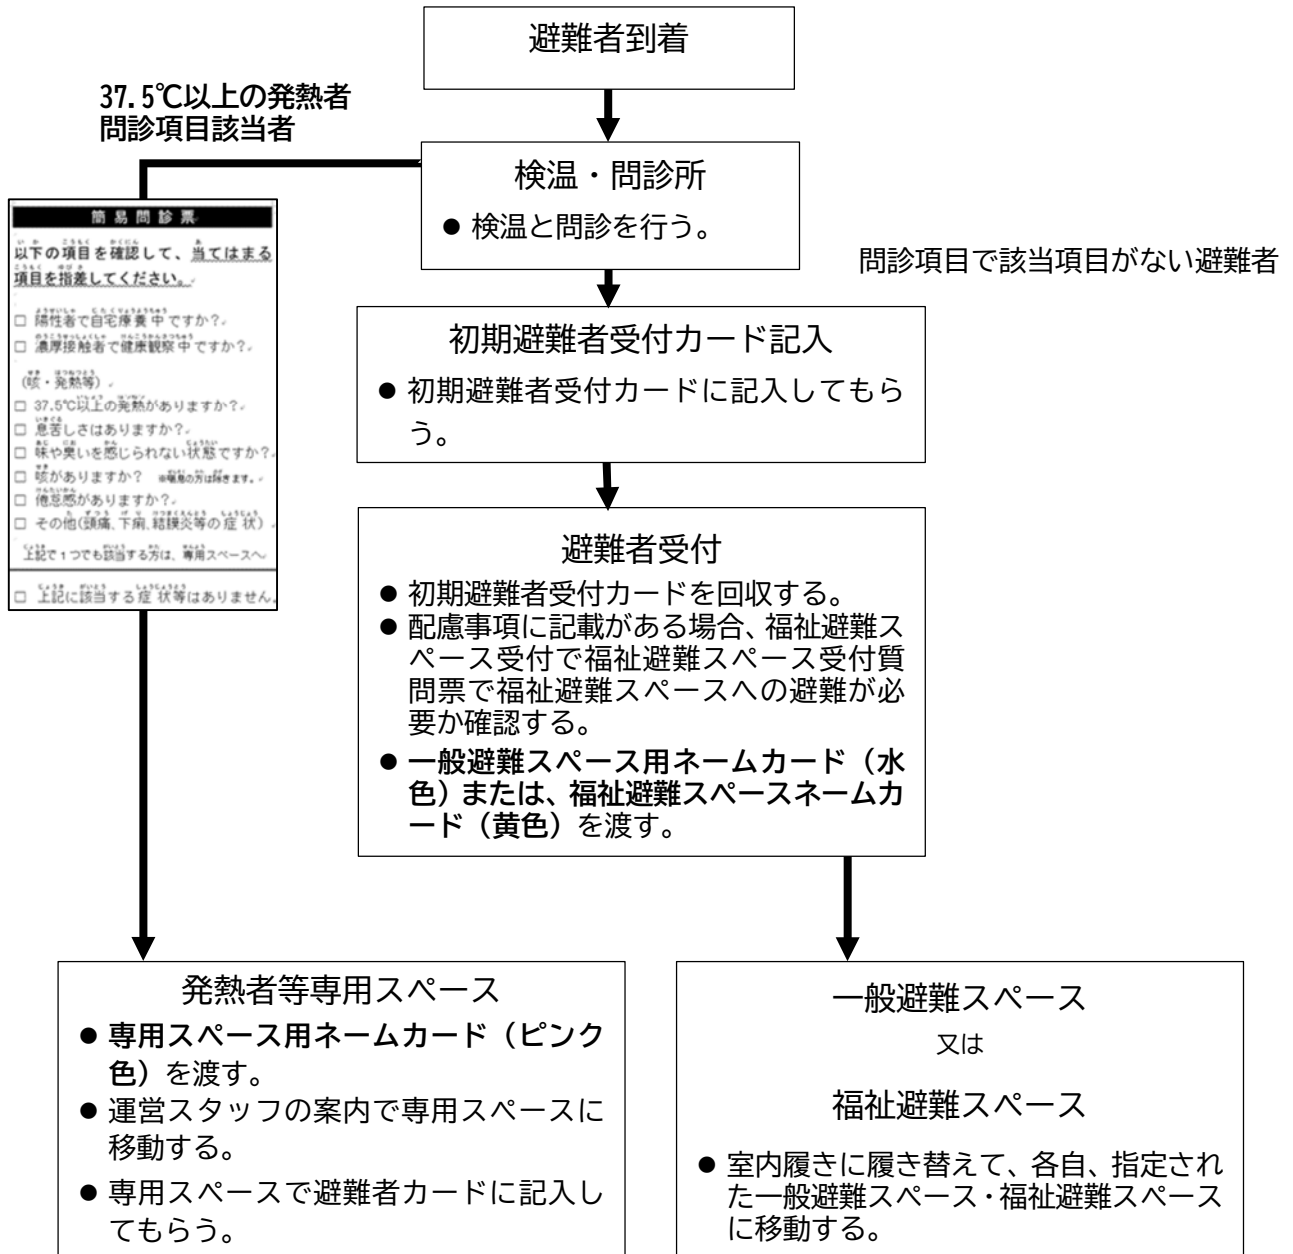 避難者到着
37.5℃以上の発熱者
問診項目該当者
検温・問診所
● 検温と問診を行う。
問診項目で該当項目がない避難者
簡易問診票
以下の項目を確認して、当てはまる
項目を指差してください。
□ 陽性者で自宅療養中ですか?
□ 濃厚接触者で健康観察中ですか?
(咳・発熱等)
□ 37.5℃以上の発熱がありますか?
□ 息苦しさはありますか?
□ 味や臭いを感じられない状態ですか?
□ 咳がありますか? ※喘息の方は除きます。
□ 倦怠感がありますか?
□ その他(頭痛、下痢、結膜炎等の症状)
上記で1つでも該当する方は、専用スペースへ
□ 上記に該当する症状等はありません。
初期避難者受付カード記入
● 初期避難者受付カードに記入してもら
う。
避難者受付
● 初期避難者受付カードを回収する。
● 配慮事項に記載がある場合、福祉避難ス
ペース受付で福祉避難スペース受付質
問票で福祉避難スペースへの避難が必
要か確認する。
● 一般避難スペース用ネームカード(水
色)または、福祉避難スペースネームカ
ード(黄色)を渡す。
発熱者等専用スペース
● 専用スペース用ネームカード(ピンク
色)を渡す。
● 運営スタッフの案内で専用スペースに
移動する。
● 専用スペースで避難者カードに記入し
てもらう。
一般避難スペース
又は
福祉避難スペース
● 室内履きに履き替えて、各自、指定され
た一般避難スペース・福祉避難スペース
に移動する。